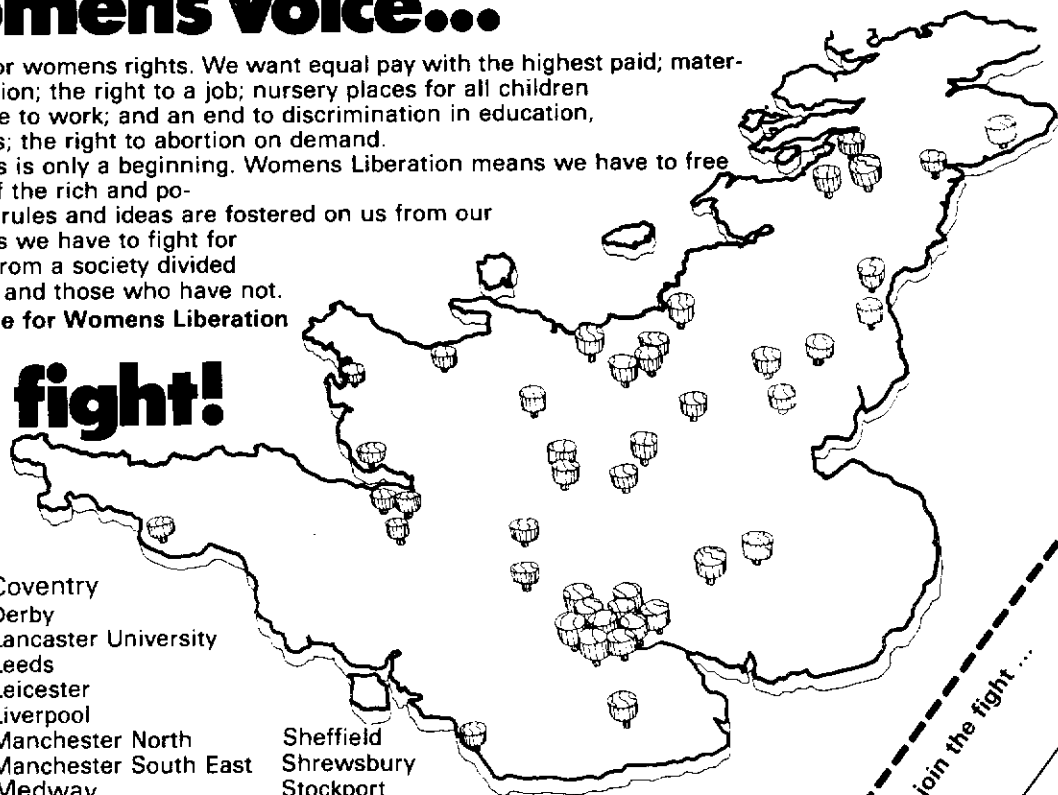 omens voice...
or womens rights. We want equal pay with the highest paid; mater-
ion; the right to a job; nursery places for all children
e to work; and an end to discrimination in education,
s; the right to abortion on demand.
s is only a beginning. Womens Liberation means we have to free
f the rich and po-
rules and ideas are fostered on us from our
s we have to fight for
rom a society divided
and those who have not.
e for Womens Liberation
fight!
Coventry
Derby
Lancaster University
Leeds
Leicester
Liverpool
Manchester North
Manchester South East
Medway
Sheffield
Shrewsbury
Stockport
join the fight ...